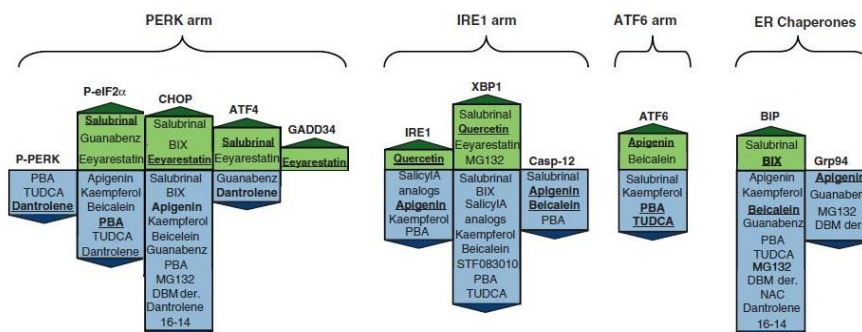 PERK arm
IRE1 arm
ATF6 arm
ER Chaperones
P-PERK
PBA
TUDCA
Dantrolene
P-eIF2α
Salubrinal
Guanabenz
Eeyarestatin
Apigenin
Kaempferol
Beicalein
PBA
TUDCA
Dantrolene
CHOP
Salubrinal
BIX
Eeyarestatin
Salubrinal
BIX
Apigenin
Kaempferol
Beicelein
Guanabenz
PBA
MG132
DBM der.
Dantrolene
16-14
ATF4
Salubrinal
Eeyarestatin
Guanabenz
Dantrolene
GADD34
Eeyarestatin
IRE1
Quercetin
SalicylA
analogs
Apigenin
Kaempferol
PBA
XBP1
Salubrinal
Quercetin
Eeyarestatin
MG132
Salubrinal
BIX
SalicylA
analogs
Kaempferol
Beicalein
STF083010
PBA
TUDCA
Casp-12
Salubrinal
Apigenin
Beicalein
PBA
ATF6
Apigenin
Beicalein
Salubrinal
Kaempferol
PBA
TUDCA
BIP
Salubrinal
BIX
Apigenin
Kaempferol
Beicalein
Guanabenz
PBA
TUDCA
MG132
DBM der.
NAC
Dantrolene
16-14
Grp94
Apigenin
Guanabenz
MG132
DBM der.